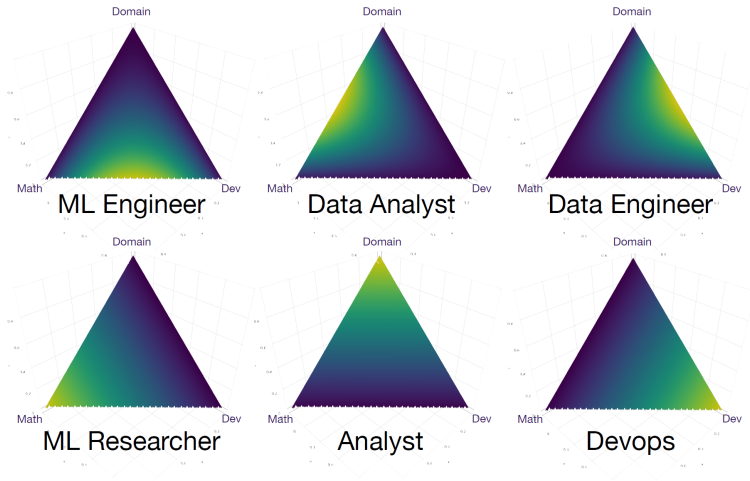 Domain Domain Domain
Math Dev Math Dev Math Dev
ML Engineer Data Analyst Data Engineer
Domain Domain Domain
Math Dev Math Dev Math Dev
ML Researcher Analyst Devops